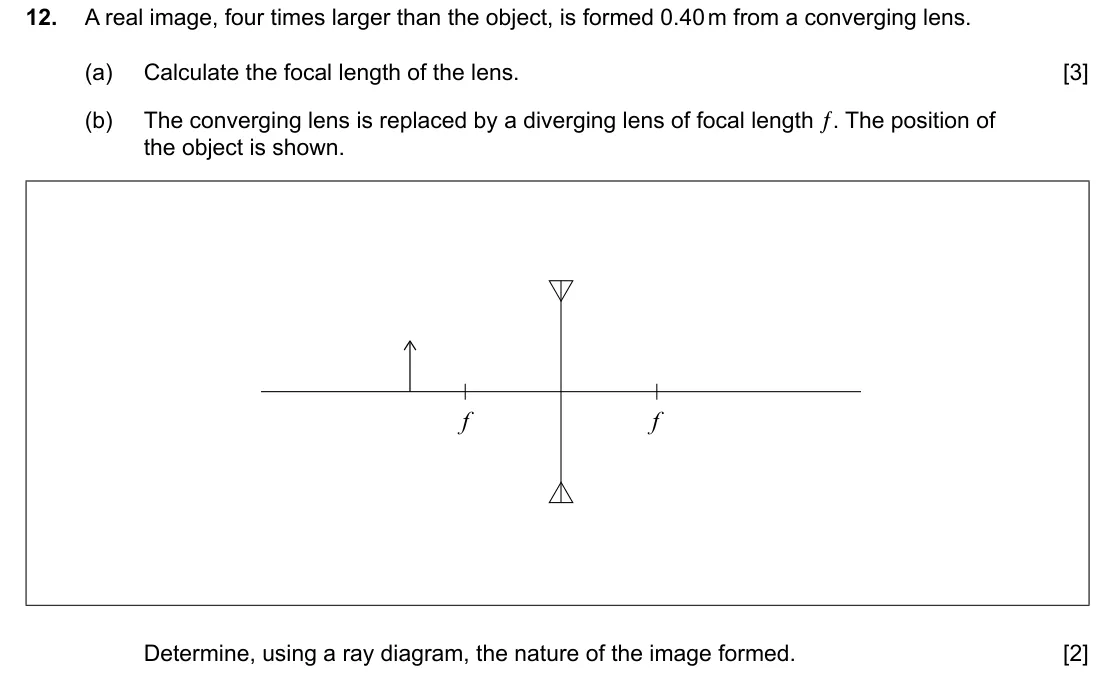 12. A real image, four times larger than the object, is formed 0.40 m from a converging lens.
(a) Calculate the focal length of the lens. [3]
(b) The converging lens is replaced by a diverging lens of focal length f. The position of
the object is shown.
f f
Determine, using a ray diagram, the nature of the image formed. [2]